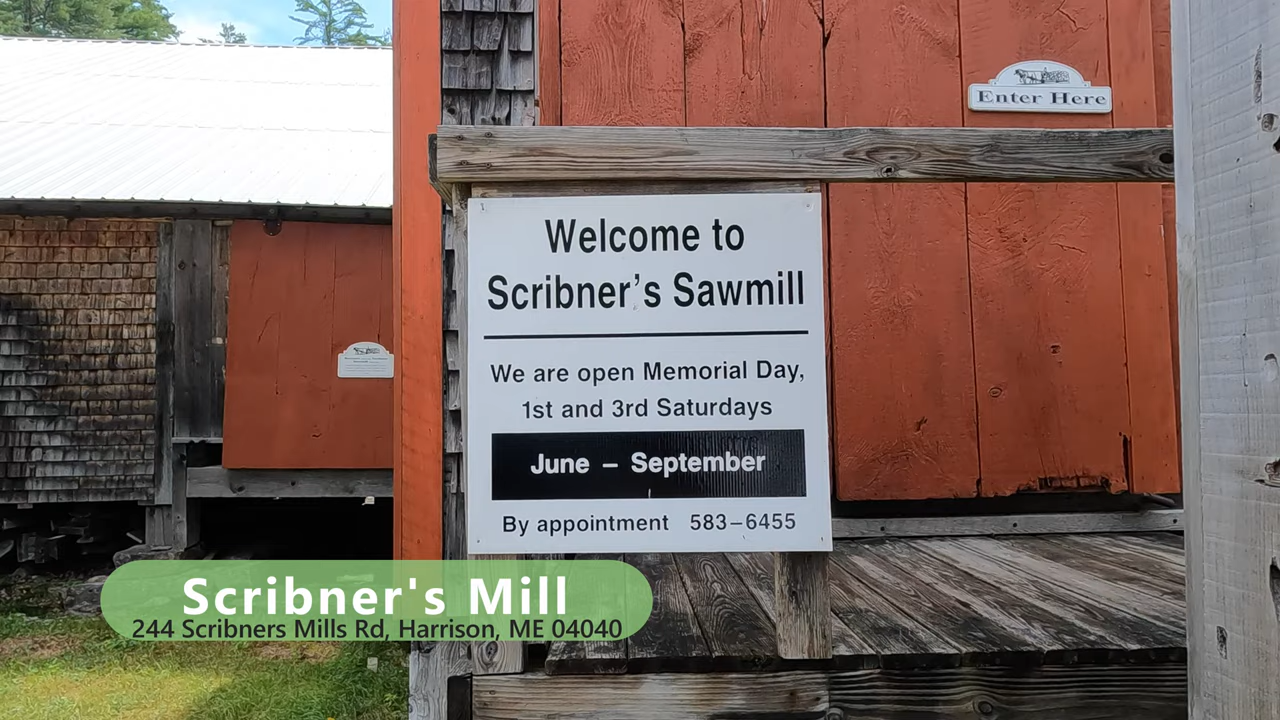 Enter Here
Welcome to
Scribner's Sawmill
We are open Memorial Day,
1st and 3rd Saturdays
June – September
By appointment 583–6455
Scribner's Mill
244 Scribners Mills Rd, Harrison, ME 04040